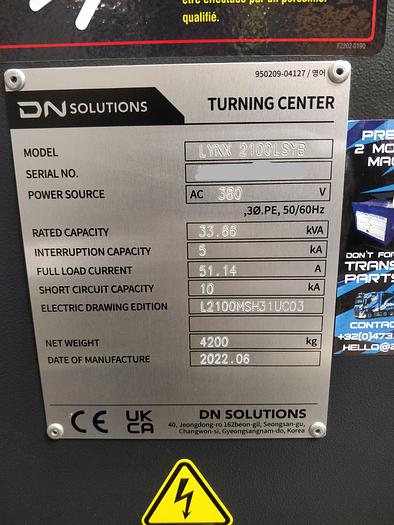 être effectués par un personnel
qualifié.
F2202.0190
950209-04127 / 영어
DN SOLUTIONS
TURNING CENTER
MODEL LYNX 2100LSYB
SERIAL NO.
POWER SOURCE AC 380 V
,3Ø.PE, 50/60Hz
RATED CAPACITY 33.66 kVA
INTERRUPTION CAPACITY 5 kA
FULL LOAD CURRENT 51.14 A
SHORT CIRCUIT CAPACITY 10 kA
ELECTRIC DRAWING EDITION L2100MSH31UC03
NET WEIGHT 4200 kg
DATE OF MANUFACTURE 2022.06
CE UK CA
DN SOLUTIONS
40, Jeongdong-ro 162beon-gil, Seongsan-gu,
Changwon-si, Gyeongsangnam-do, Korea
PRE
2 MO
MAC
DON'T FOR
TRANS
PARTS
CONTAC
+32(0)473
HELLO@2